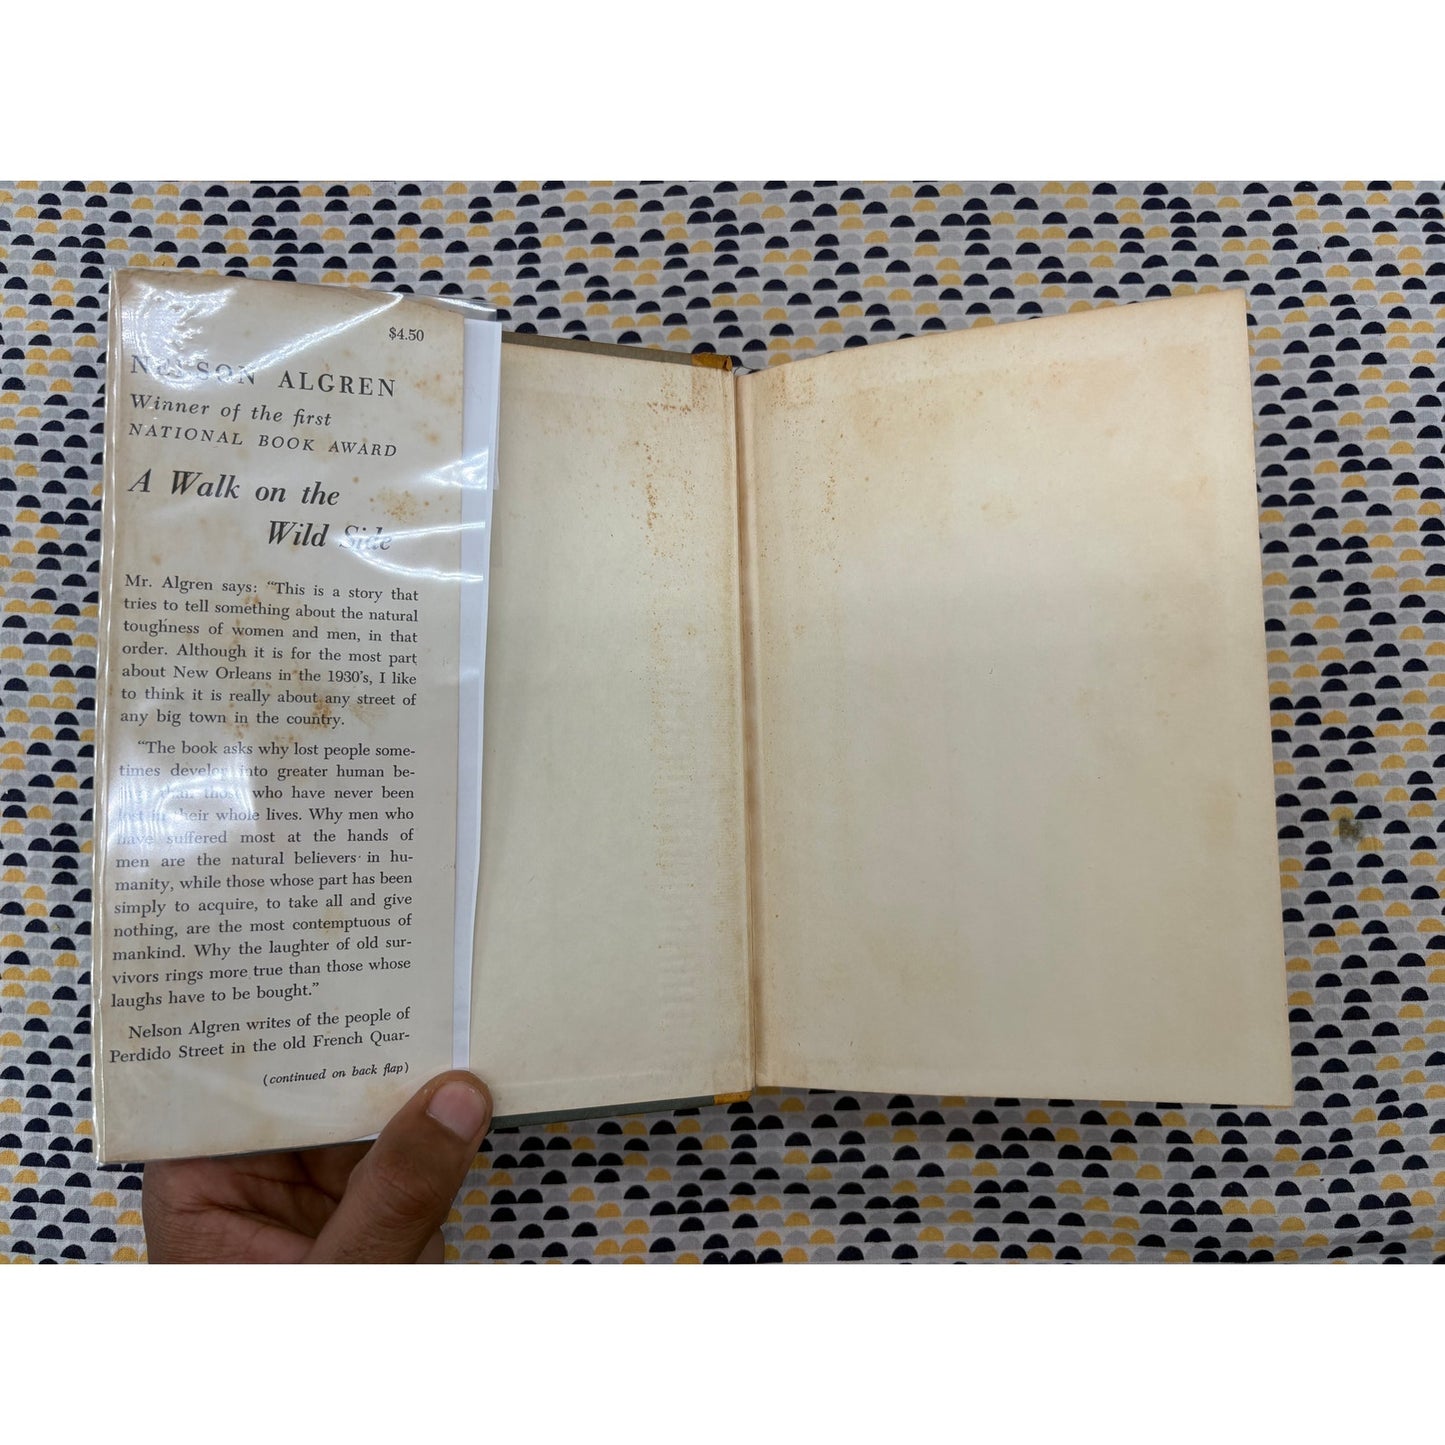 $4.50
NELSON ALGREN
Winner of the first
NATIONAL BOOK AWARD
A Walk on the
Wild Side
Mr. Algren says: “This is a story that
tries to tell something about the natural
toughness of women and men, in that
order. Although it is for the most part
about New Orleans in the 1930’s, I like
to think it is really about any street of
any big town in the country.
“The book asks why lost people some-
times develop into greater human be-
ings than those who have never been
lost in their whole lives. Why men who
have suffered most at the hands of
men are the natural believers in hu-
manity, while those whose part has been
simply to acquire, to take all and give
nothing, are the most contemptuous of
mankind. Why the laughter of old sur-
vivors rings more true than those whose
laughs have to be bought.”
Nelson Algren writes of the people of
Perdido Street in the old French Quar-
(continued on back flap)